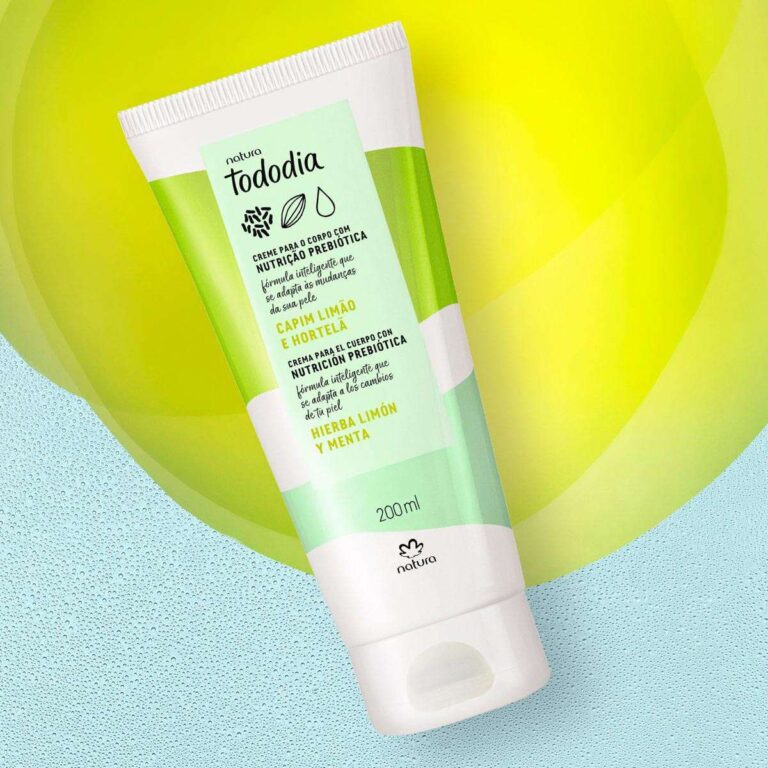 natura
Tododia
CREME PARA O CORPO COM
NUTRIÇÃO PREBIÓTICA
fórmula inteligente que
se adapta às mudanças
da sua pele
CAPIM LIMÃO
E HORTELÃ
CREMA PARA EL CUERPO CON
NUTRICIÓN PREBIÓTICA
fórmula inteligente que
se adapta a los cambios
de tu piel
HIERBA LIMÓN
Y MENTA
200 ml
natura